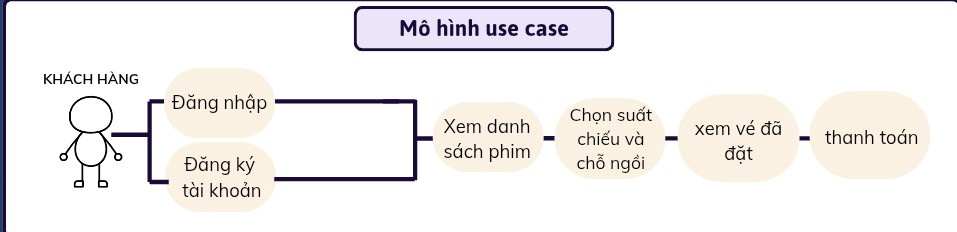 Mô hình use case
KHÁCH HÀNG
Đăng nhập
Đăng ký
tài khoản
Xem danh
sách phim
Chọn suất
chiếu và
chỗ ngồi
xem vé đã
đặt
thanh toán